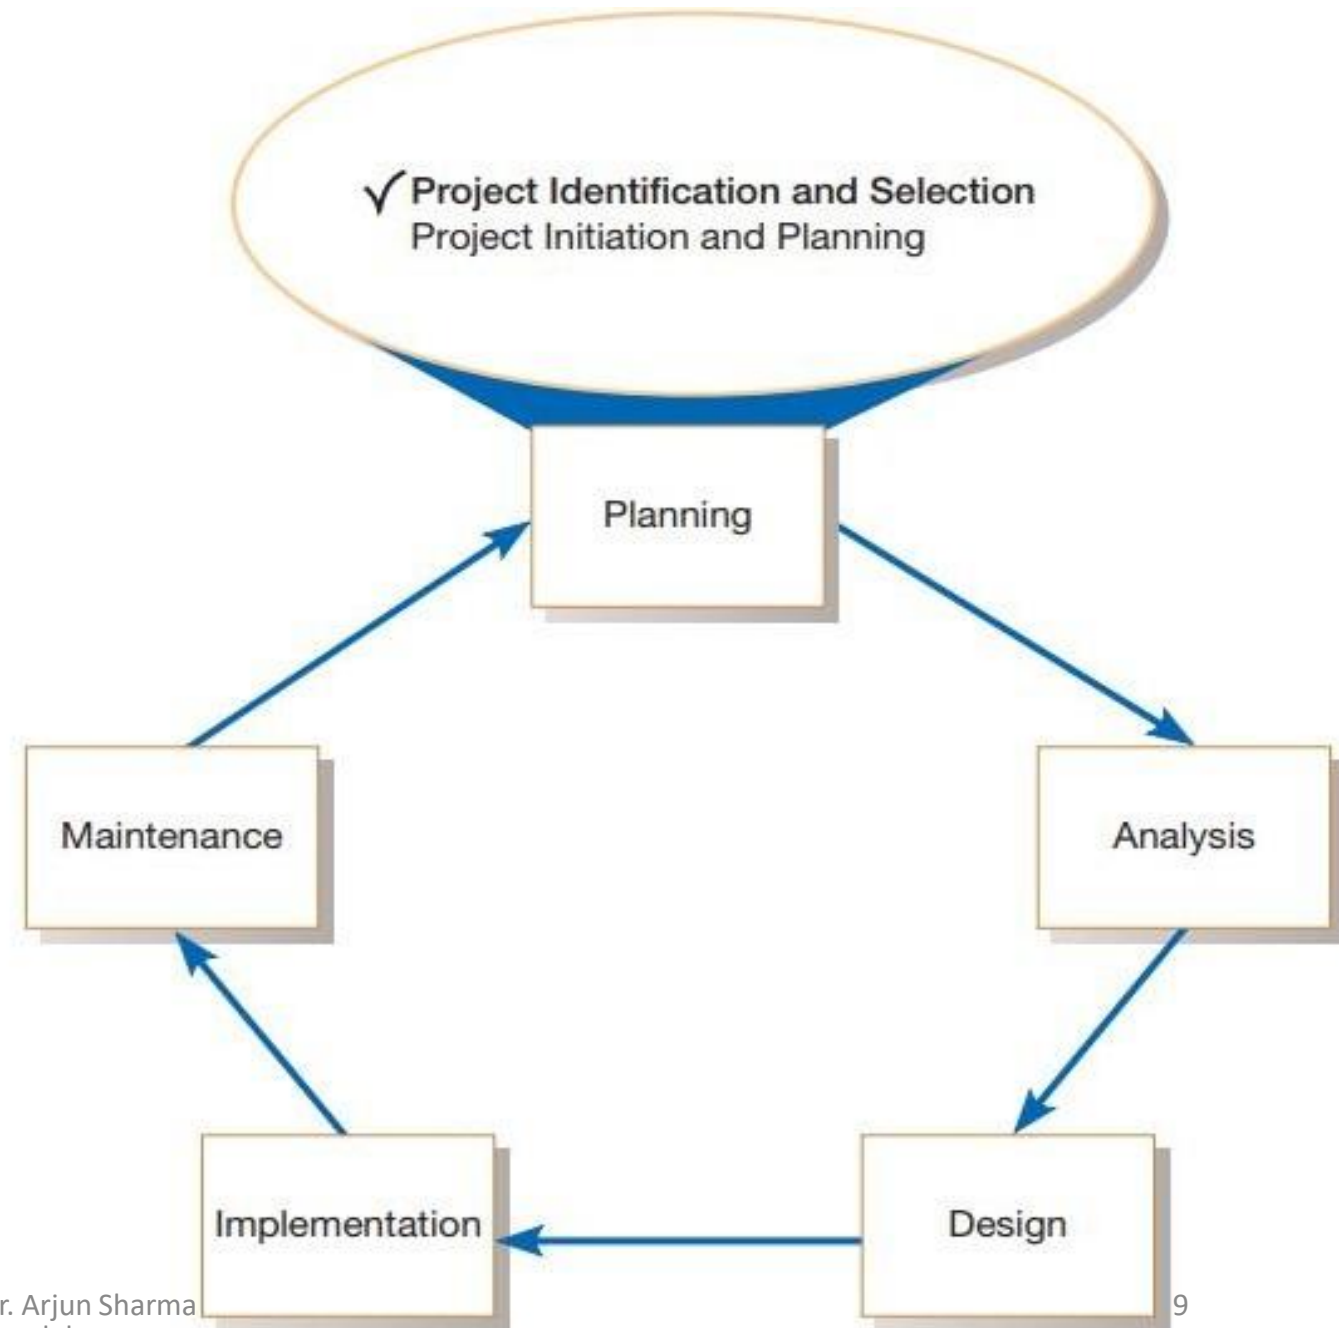 ✓ Project Identification and Selection
Project Initiation and Planning
Planning
Maintenance
Analysis
Implementation
Design
r. Arjun Sharma
9